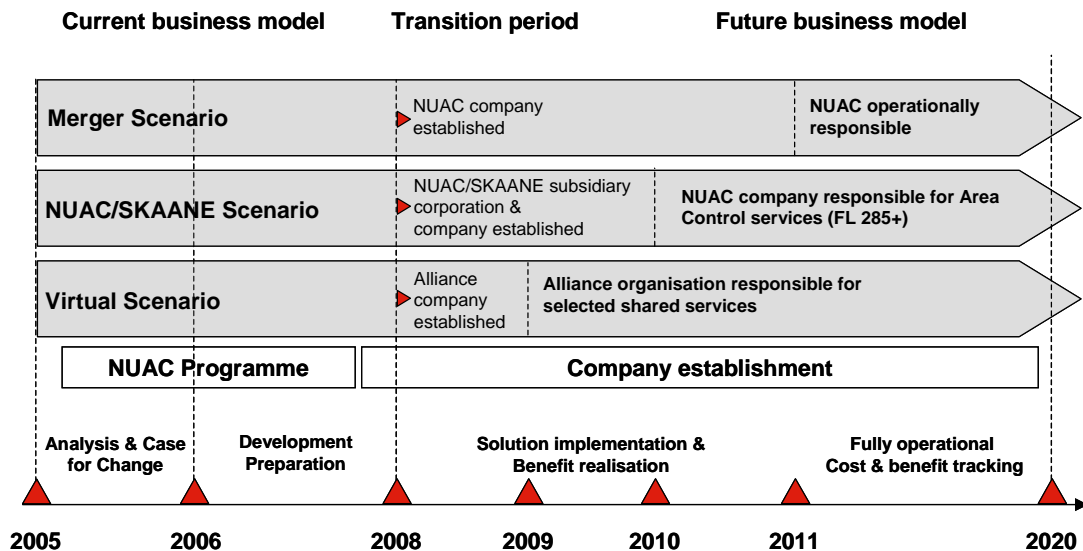 Current business model
Transition period
Future business model
Merger Scenario
NUAC company
established
NUAC operationally
responsible
NUAC/SKAANE Scenario
NUAC/SKAANE subsidiary
corporation &
company established
NUAC company responsible for Area
Control services (FL 285+)
Virtual Scenario
Alliance
company
established
Alliance organisation responsible for
selected shared services
NUAC Programme
Company establishment
Analysis & Case
for Change
Development
Preparation
Solution implementation &
Benefit realisation
Fully operational
Cost & benefit tracking
2005
2006
2008
2009
2010
2011
2020